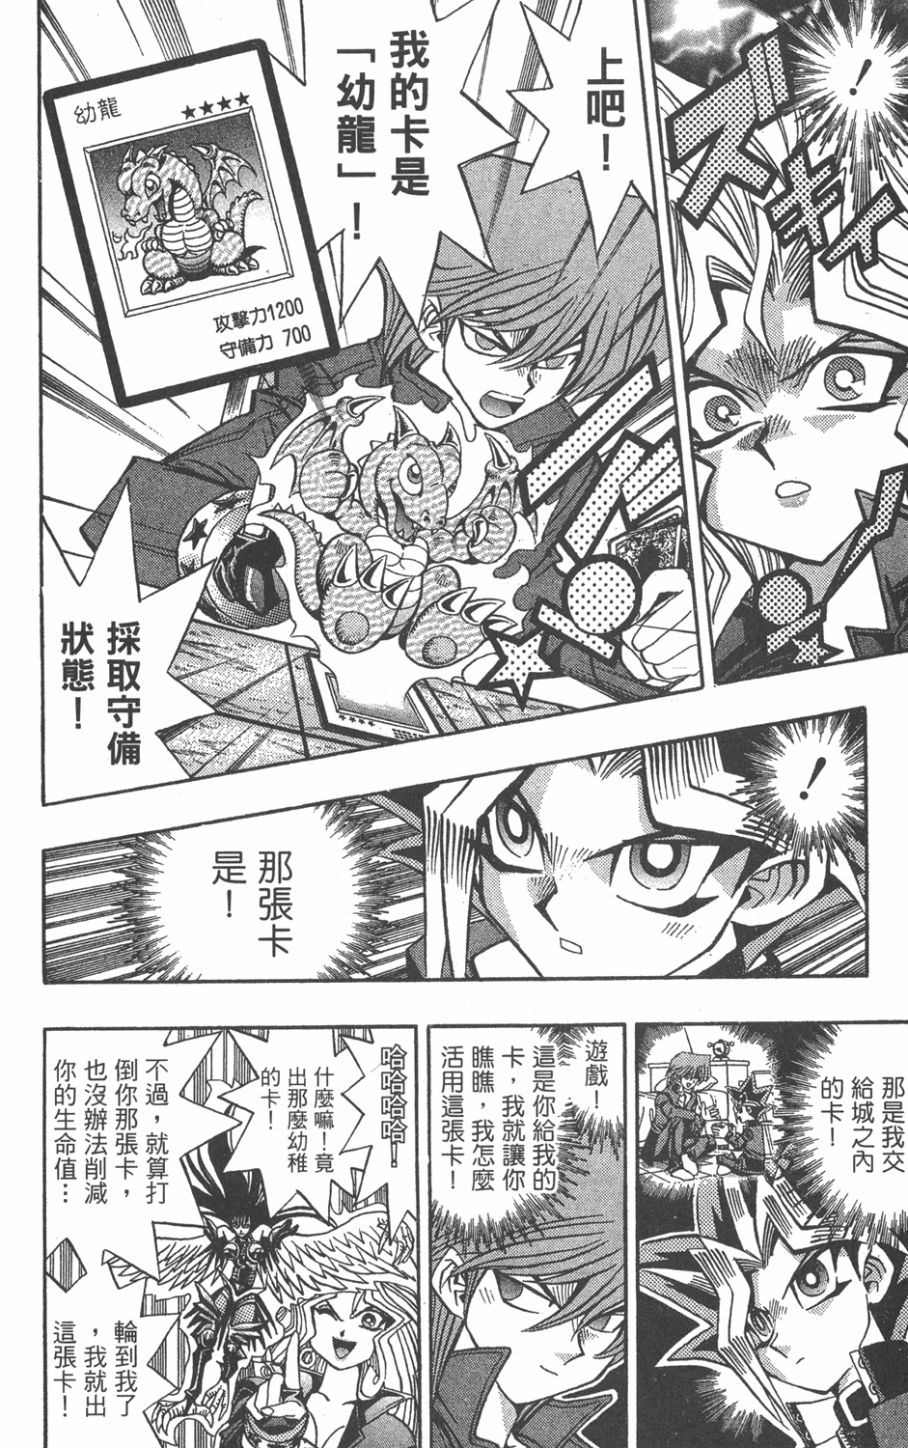 ！
ズ
ギイ
上吧！
我的卡是
「幼龍」！
幼龍
★★★★
攻擊力1200
守備力 700
採取守備
狀態！
！
那張卡
是！
那是我交
給城之內
的卡！
遊戲！
這是你給我的
卡，我就讓你
瞧瞧，我怎麼
活用這張卡！
哈哈哈哈！
什麼嘛！竟
出那麼幼稚
的卡！
不過，就算打
倒你那張卡，
也沒辦法削減
你的生命值…
輪到我了
，我就出
這張卡！